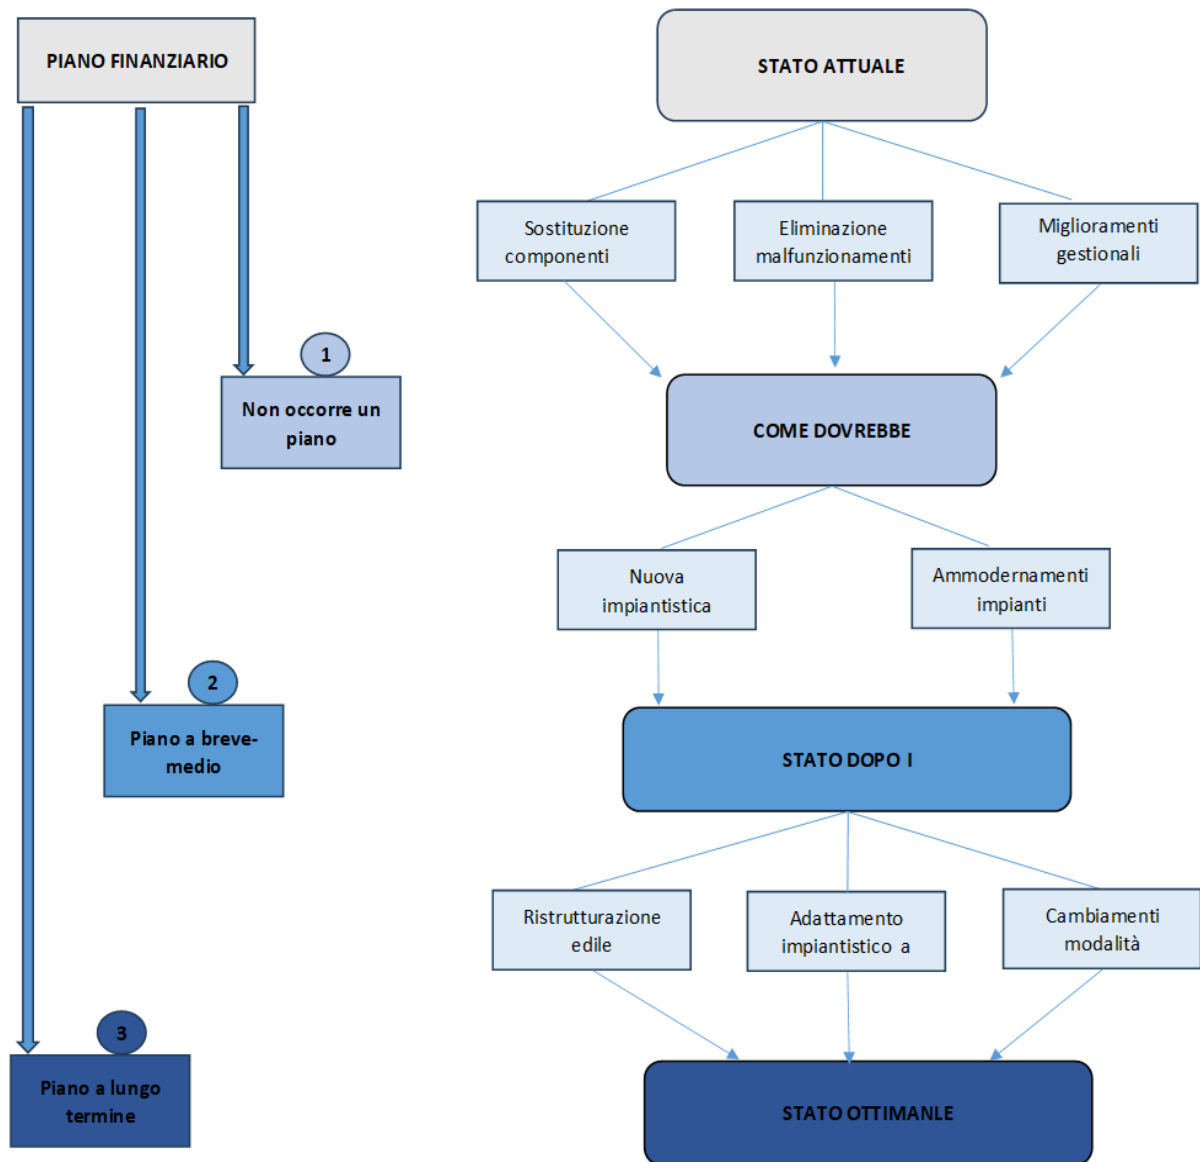 PIANO FINANZIARIO
STATO ATTUALE
Sostituzione
componenti
Eliminazione
malfunzionamenti
Miglioramenti
gestionali
1
Non occorre un
piano
COME DOVREBBE
Nuova
impiantistica
Ammodernamenti
impianti
2
Piano a breve-
medio
STATO DOPO I
Ristrutturazione
edile
Adattamento
impiantistico a
Cambiamenti
modalità
3
Piano a lungo
termine
STATO OTTIMANLE